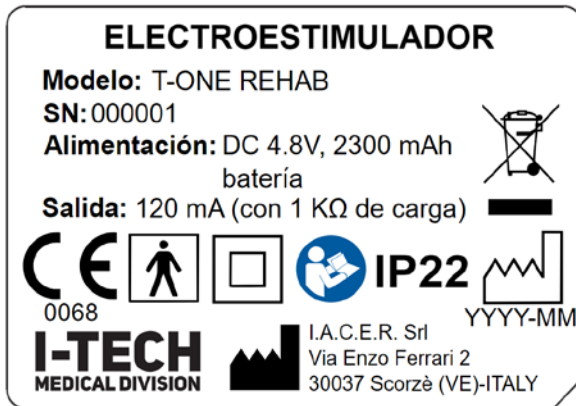 ELECTROESTIMULADOR
Modelo: T-ONE REHAB
SN: 000001
Alimentación: DC 4.8V, 2300 mAh
batería
Salida: 120 mA (con 1 KΩ de carga)
CE
0068
IP22
YYYY-MM
I-TECH
MEDICAL DIVISION
I.A.C.E.R. Srl
Via Enzo Ferrari 2
30037 Scorzè (VE)-ITALY